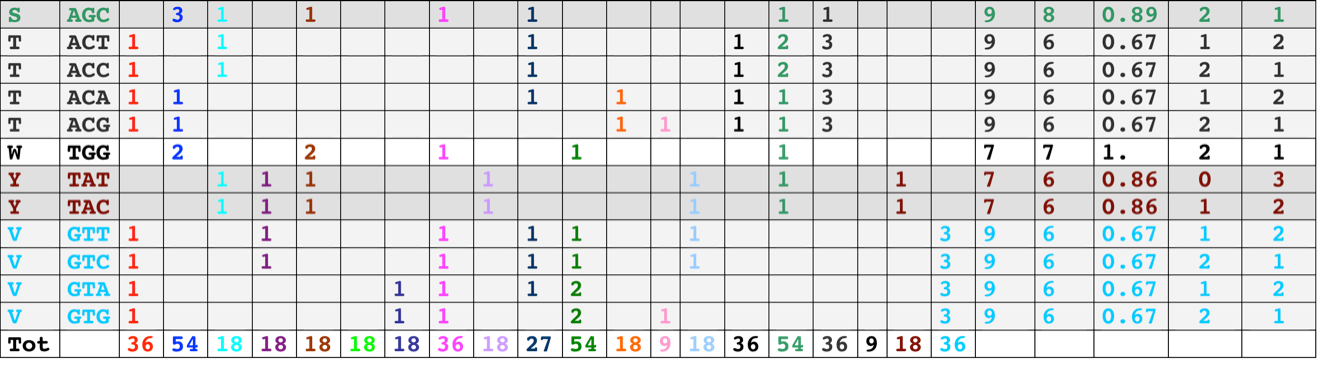 S AGC 3 1 1 1 1 1 1 9 8 0.89 2 1
T ACT 1 1 1 1 2 3 9 6 0.67 1 2
T ACC 1 1 1 1 2 3 9 6 0.67 2 1
T ACA 1 1 1 1 1 1 3 9 6 0.67 1 2
T ACG 1 1 1 1 1 1 3 9 6 0.67 2 1
W TGG 2 2 1 1 1 7 7 1. 2 1
Y TAT 1 1 1 1 1 1 1 7 6 0.86 0 3
Y TAC 1 1 1 1 1 1 1 7 6 0.86 1 2
V GTT 1 1 1 1 1 1 3 9 6 0.67 1 2
V GTC 1 1 1 1 1 1 3 9 6 0.67 2 1
V GTA 1 1 1 1 2 3 9 6 0.67 1 2
V GTG 1 1 1 2 1 3 9 6 0.67 2 1
Tot 36 54 18 18 18 18 18 36 18 27 54 18 9 18 36 54 36 9 18 36